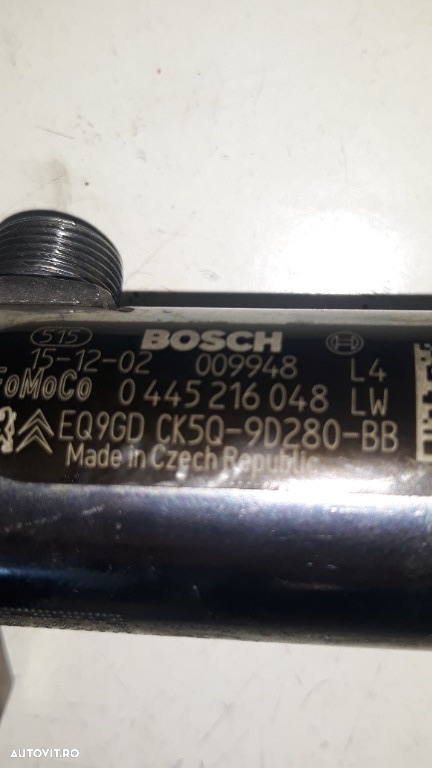 515 BOSCH
15-12-02 009948 L4
FoMoCo 0 445 216 048 LW
EQ9GD CK5Q-9D280-BB
Made in Czech Republic
AUTOVIT.RO